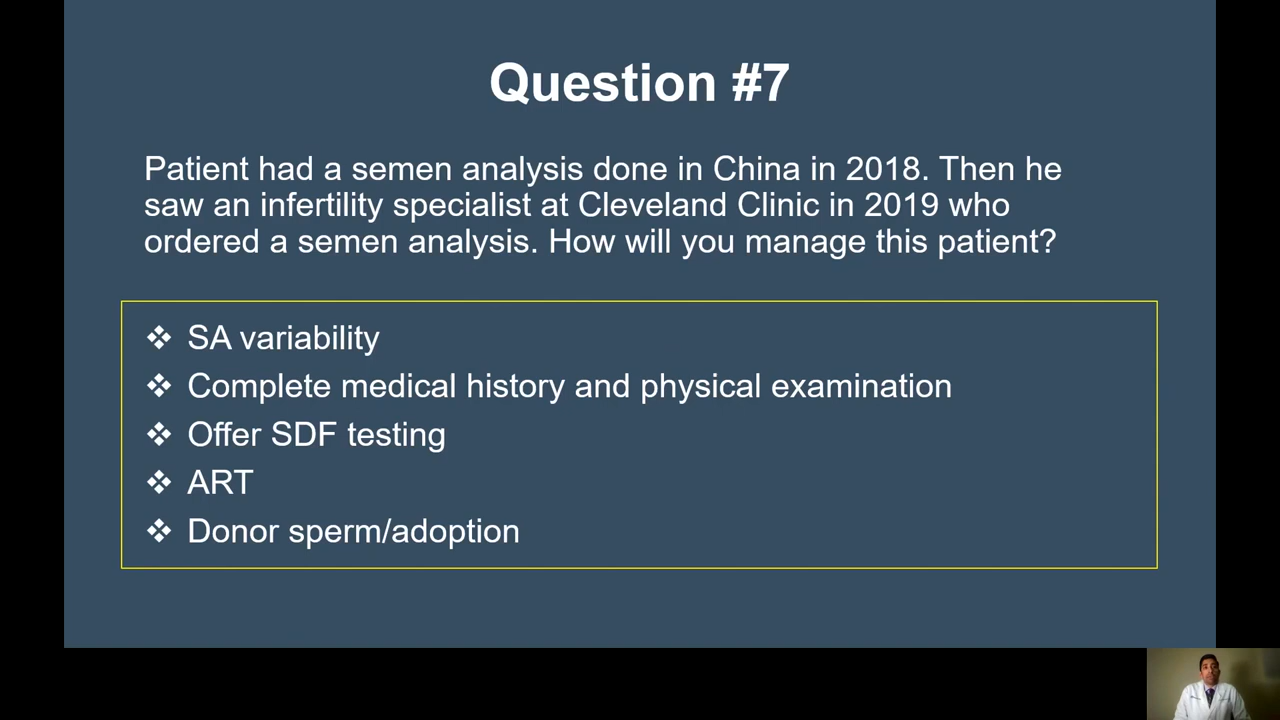 Question #7
Patient had a semen analysis done in China in 2018. Then he
saw an infertility specialist at Cleveland Clinic in 2019 who
ordered a semen analysis. How will you manage this patient?
❖ SA variability
❖ Complete medical history and physical examination
❖ Offer SDF testing
❖ ART
❖ Donor sperm/adoption